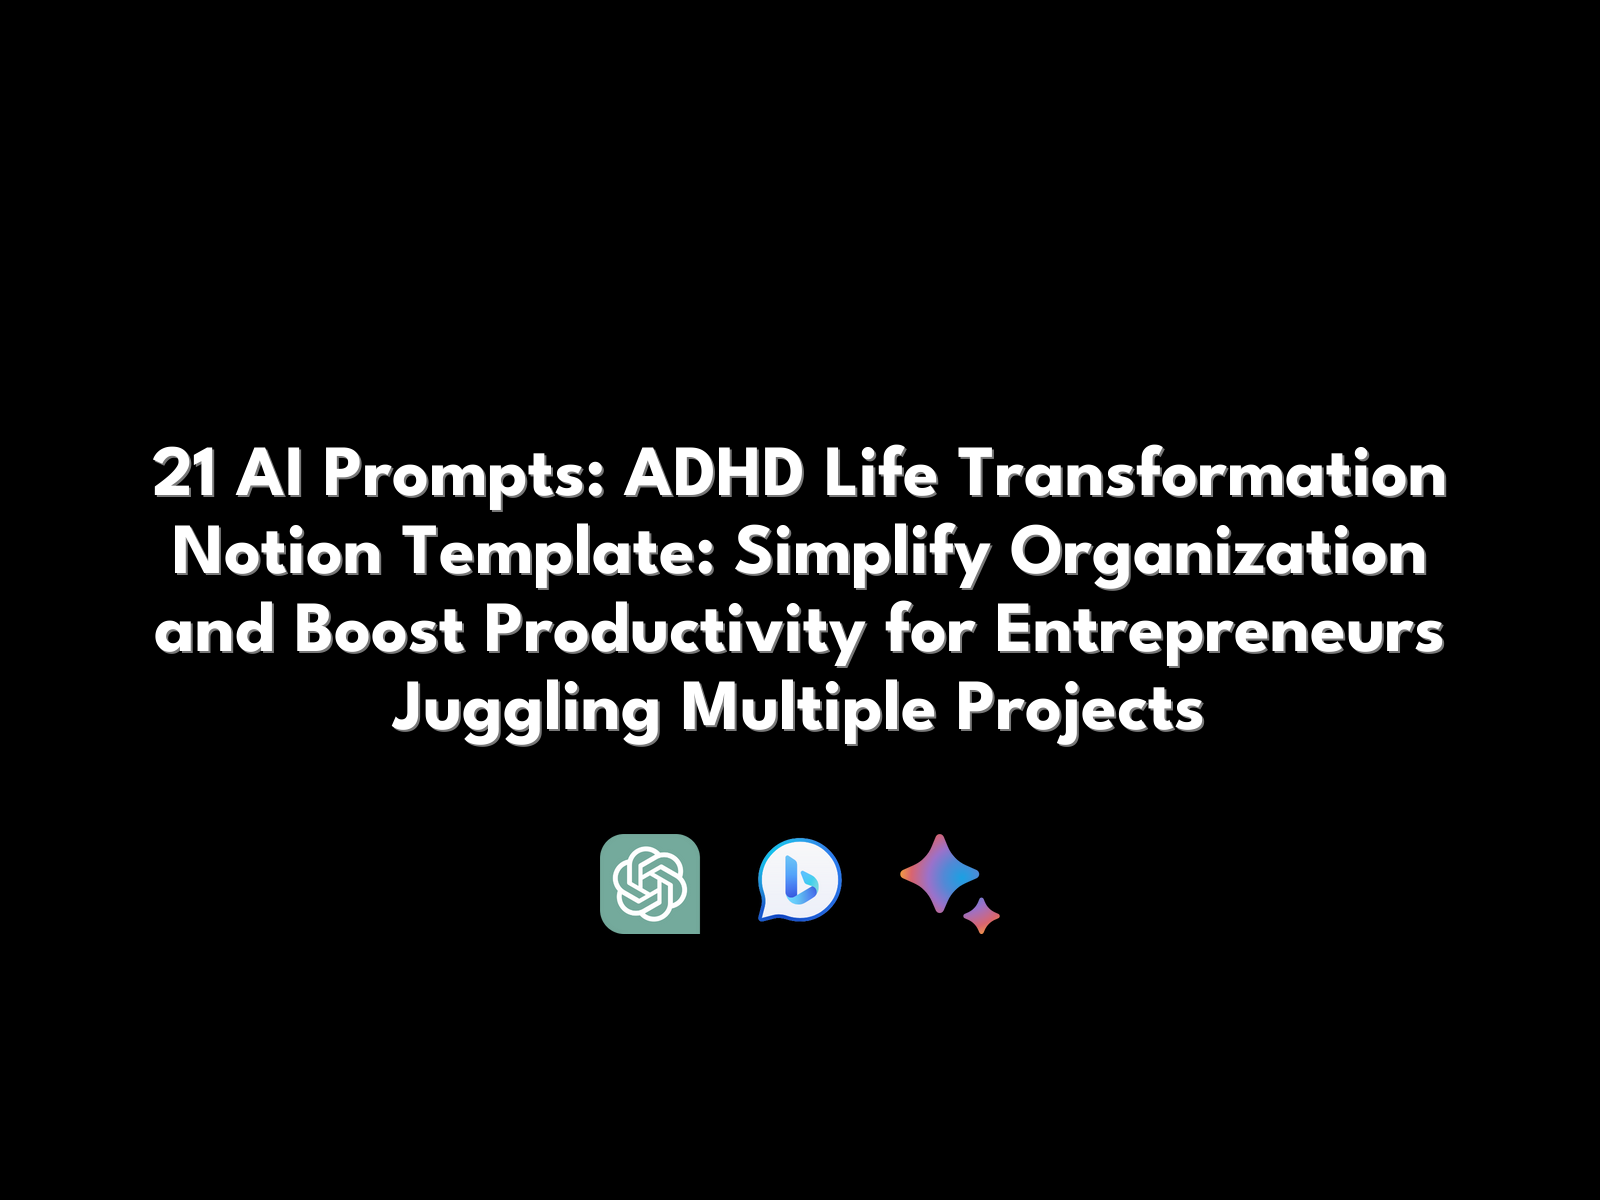 21 AI Prompts: ADHD Life Transformation
Notion Template: Simplify Organization
and Boost Productivity for Entrepreneurs
Juggling Multiple Projects